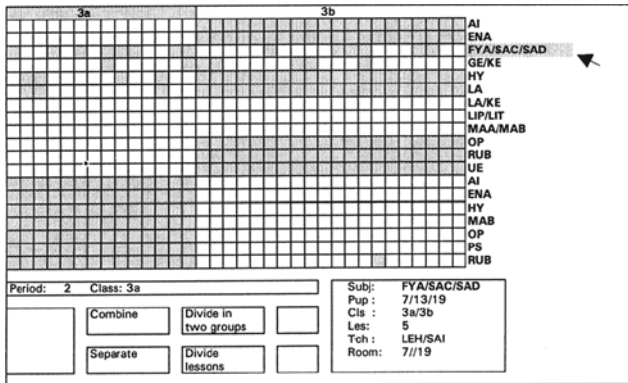 3a 3b
AI
ENA
FYA/SAC/SAD
GE/KE
HY
LA
LA/KE
LIP/LIT
MAA/MAB
OP
RUB
UE
AI
ENA
HY
MAB
OP
PS
RUB
Period: 2 Class: 3a
Combine
Divide in
two groups
Separate
Divide
lessons
Subj: FYA/SAC/SAD
Pup : 7/13/19
Cls : 3a/3b
Les: 5
Tch : LEH/SAI
Room: 7//19